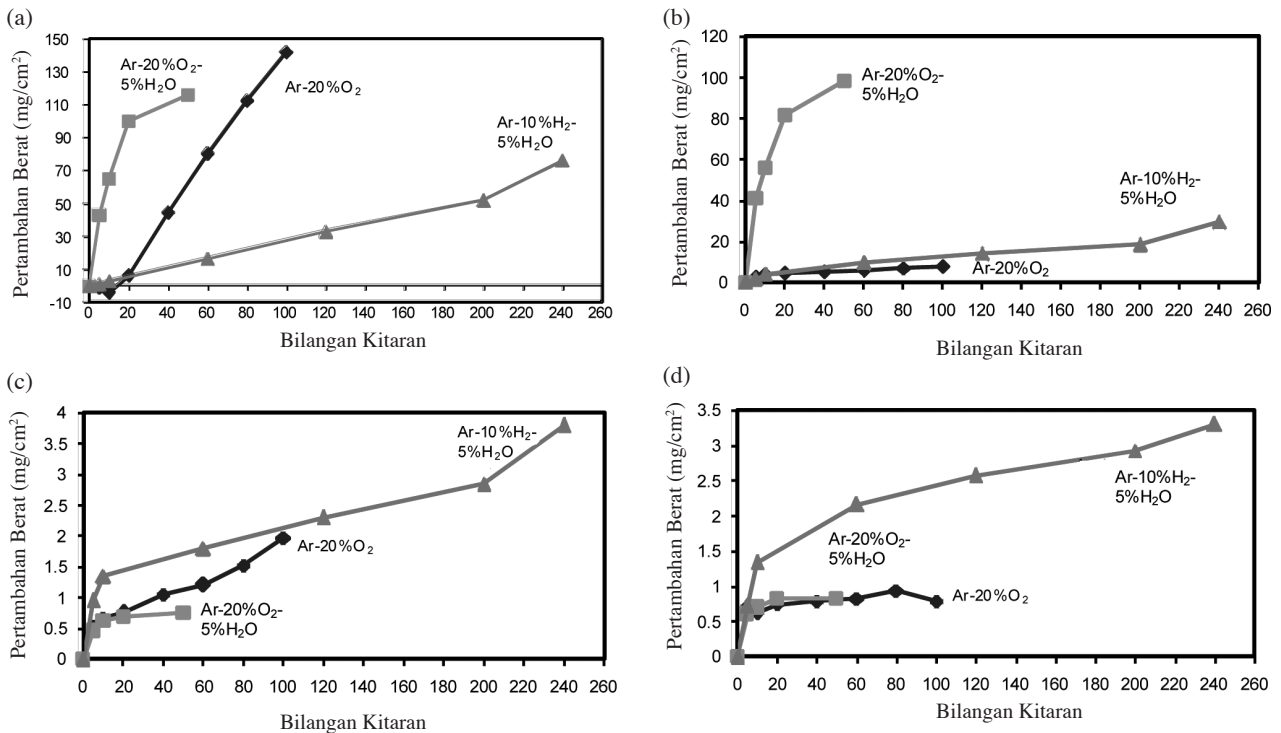 (a)
Pertambahan Berat (mg/cm²)
150
130
110
90
70
50
30
10
-10
Ar-20%O₂-
5%H₂O
Ar-20%O₂
Ar-10%H₂-
5%H₂O
0 20 40 60 80 100 120 140 160 180 200 220 240 260
Bilangan Kitaran
(b)
Pertambahan Berat (mg/cm²)
120
100
80
60
40
20
0
Ar-20%O₂-
5%H₂O
Ar-10%H₂-
5%H₂O
Ar-20%O₂
0 20 40 60 80 100 120 140 160 180 200 220 240 260
Bilangan Kitaran
(c)
Pertambahan Berat (mg/cm²)
4
3.5
3
2.5
2
1.5
1
0.5
0
Ar-10%H₂-
5%H₂O
Ar-20%O₂
Ar-20%O₂-
5%H₂O
0 20 40 60 80 100 120 140 160 180 200 220 240 260
Bilangan Kitaran
(d)
Pertambahan Berat (mg/cm²)
3.5
3
2.5
2
1.5
1
0.5
0
Ar-10%H₂-
5%H₂O
Ar-20%O₂-
5%H₂O
Ar-20%O₂
0 20 40 60 80 100 120 140 160 180 200 220 240 260
Bilangan Kitaran